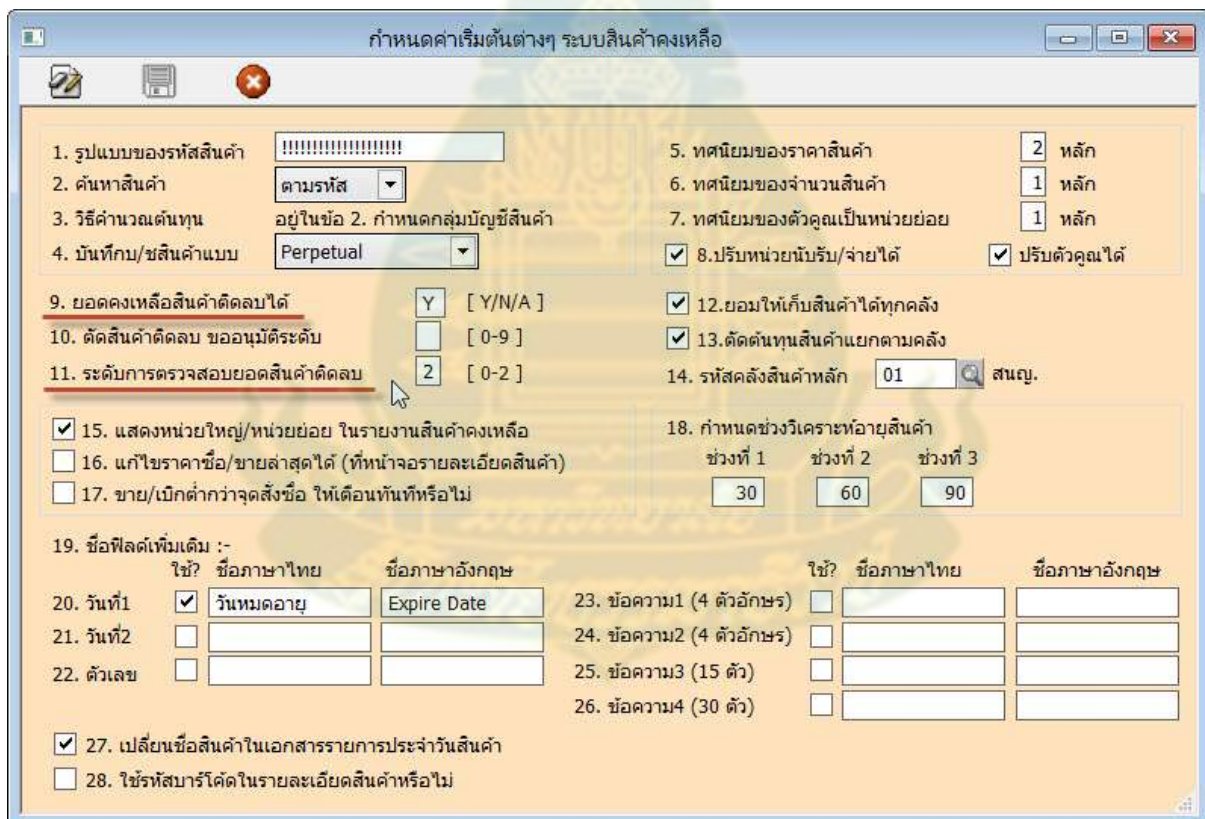 กำหนดค่าเริ่มต้นต่างๆ ระบบสินค้าคงเหลือ
1. รูปแบบของรหัสสินค้า !!!!!!!!!!!!!!!!!!!!
2. ค้นหาสินค้า ตามรหัส
3. วิธีคำนวณต้นทุน อยู่ในข้อ 2. กำหนดกลุ่มบัญชีสินค้า
4. บันทึกบ/ชสินค้าแบบ Perpetual
5. ทศนิยมของราคาสินค้า 2 หลัก
6. ทศนิยมของจำนวนสินค้า 1 หลัก
7. ทศนิยมของตัวคูณเป็นหน่วยย่อย 1 หลัก
8.ปรับหน่วยนับรับ/จ่ายได้ ปรับตัวคูณได้
9. ยอดคงเหลือสินค้าติดลบได้ Y [ Y/N/A ]
10. ตัดสินค้าติดลบ ขออนุมัติระดับ [ 0-9 ]
11. ระดับการตรวจสอบยอดสินค้าติดลบ 2 [ 0-2 ]
12.ยอมให้เก็บสินค้าได้ทุกคลัง
13.ตัดต้นทุนสินค้าแยกตามคลัง
14. รหัสคลังสินค้าหลัก 01 สนญ.
15. แสดงหน่วยใหญ่/หน่วยย่อย ในรายงานสินค้าคงเหลือ
16. แก้ไขราคาซื้อ/ขายล่าสุดได้ (ที่หน้าจอรายละเอียดสินค้า)
17. ขาย/เบิกต่ำกว่าจุดสั่งซื้อ ให้เตือนทันทีหรือไม่
18. กำหนดช่วงวิเคราะห์อายุสินค้า
ช่วงที่ 1 ช่วงที่ 2 ช่วงที่ 3
30 60 90
19. ชื่อฟิลด์เพิ่มเติม :-
ใช้? ชื่อภาษาไทย ชื่อภาษาอังกฤษ
20. วันที่1 วันหมดอายุ Expire Date
21. วันที่2
22. ตัวเลข
ใช้? ชื่อภาษาไทย ชื่อภาษาอังกฤษ
23. ข้อความ1 (4 ตัวอักษร)
24. ข้อความ2 (4 ตัวอักษร)
25. ข้อความ3 (15 ตัว)
26. ข้อความ4 (30 ตัว)
27. เปลี่ยนชื่อสินค้าในเอกสารรายการประจำวันสินค้า
28. ใช้รหัสบาร์โค้ดในรายละเอียดสินค้าหรือไม่